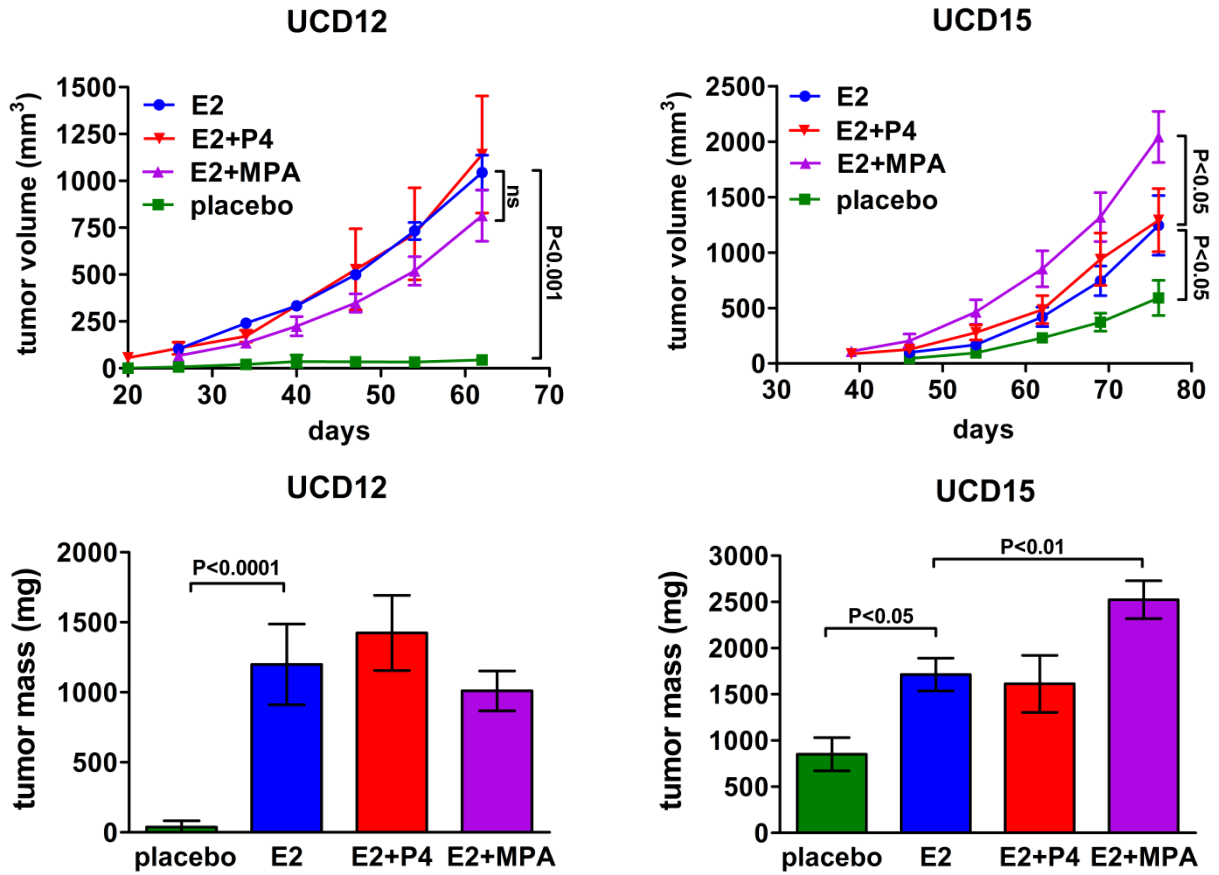 UCD12
tumor volume (mm³)
1500
1250
1000
750
500
250
0
E2
E2+P4
E2+MPA
placebo
ns
P<0.001
20 30 40 50 60 70
days
UCD15
tumor volume (mm³)
2500
2000
1500
1000
500
0
E2
E2+P4
E2+MPA
placebo
P<0.05
P<0.05
30 40 50 60 70 80
days
UCD12
tumor mass (mg)
2000
1500
1000
500
0
P<0.0001
placebo E2 E2+P4 E2+MPA
UCD15
tumor mass (mg)
3000
2500
2000
1500
1000
500
0
P<0.01
P<0.05
placebo E2 E2+P4 E2+MPA